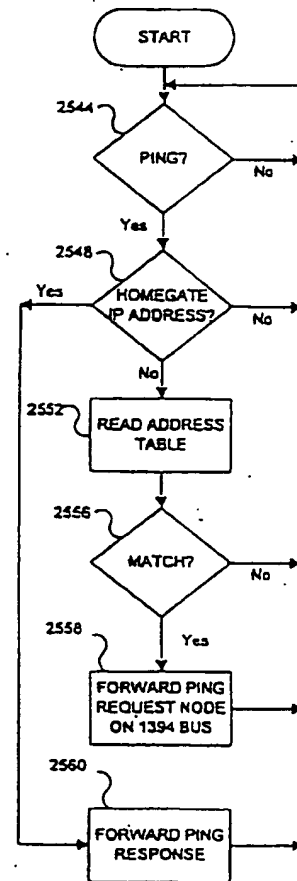 START
2544
PING?
No
Yes
2548
Yes
HOMEGATE
IP ADDRESS?
No
No
2552
READ ADDRESS
TABLE
2556
MATCH?
No
Yes
2558
FORWARD PING
REQUEST NODE
ON 1394 BUS
2560
FORWARD PING
RESPONSE